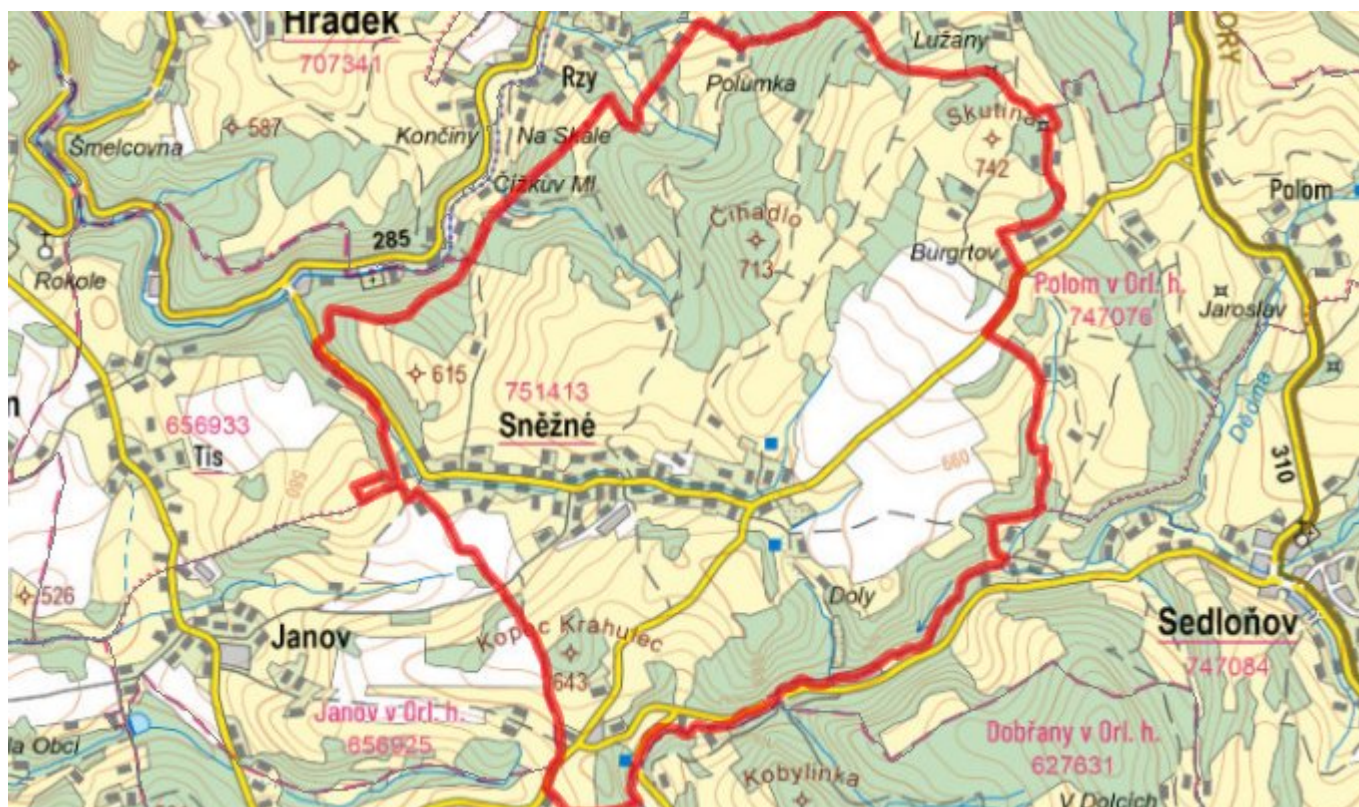 Hrádek
707341
Lužany
ORY
Rzy
Polůmka
587
Končiny
Na Skále
Skutina
742
Šmelcovna
Čížkův Ml.
Polom
Čihadlo
713
285
Burgrtov
Rokole
Polom v Orl. h.
747076
Jaroslav
615
751413
656933
Sněžné
Tis
Dědina
580
660
310
526
Doly
Janov
Kopec Krahulec
643
Sedloňov
747084
Janov v Orl. h.
656925
Dobřany v Orl. h.
627631
Kobylinka
V Dolcích